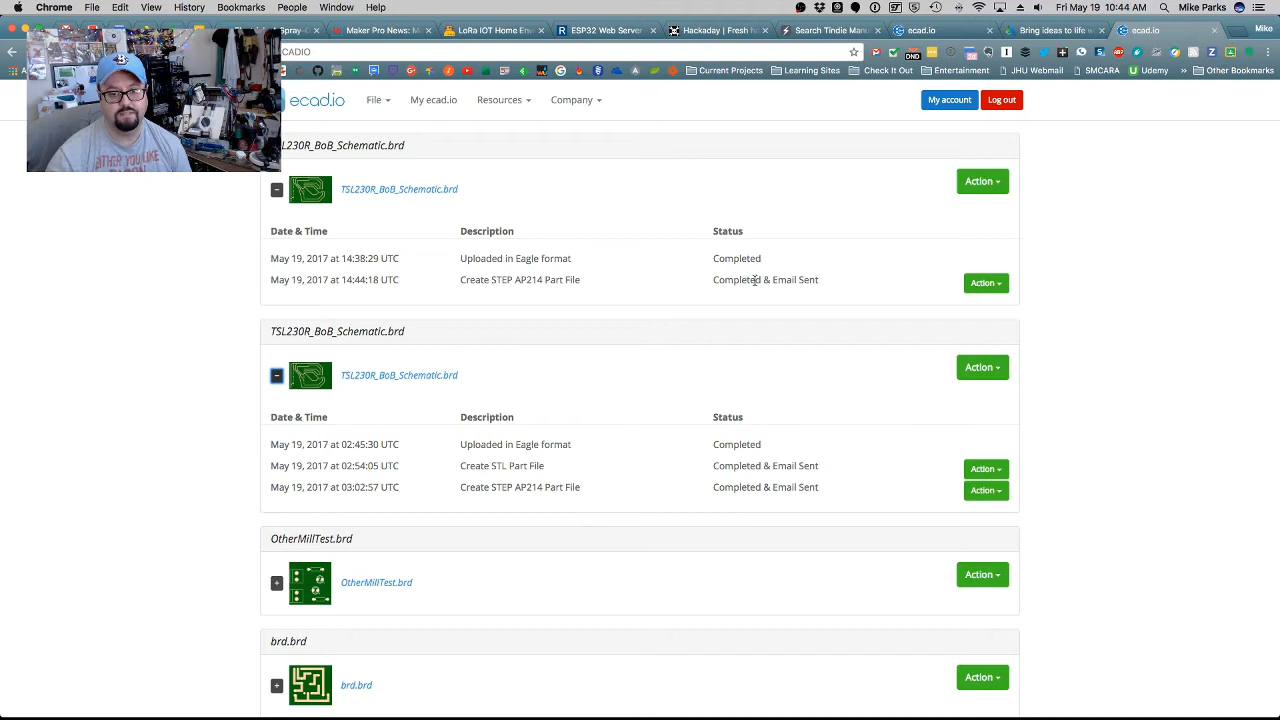 Chrome File Edit View History Bookmarks People Window Help
Fri May 19 10:44 AM Mike Parks
Mara Pro News: M
LoRa IOT Home Env
ESP32 Web Server
Hackaday | Fresh h
Search Tindie Manu
ecad.io
Bring ideas to life w
ecad.io
Mike
CADIO
Current Projects
Learning Sites
Check It Out
Entertainment
JHU Webmail
SMCARA
Udemy
Other Bookmarks
ecad.io
File
My ecad.io
Resources
Company
My account
Log out
L230R_BoB_Schematic.brd
TSL230R_BoB_Schematic.brd
Action
Date & Time Description Status
May 19, 2017 at 14:38:29 UTC Uploaded in Eagle format Completed
May 19, 2017 at 14:44:18 UTC Create STEP AP214 Part File Completed & Email Sent Action
TSL230R_BoB_Schematic.brd
TSL230R_BoB_Schematic.brd
Action
Date & Time Description Status
May 19, 2017 at 02:45:30 UTC Uploaded in Eagle format Completed
May 19, 2017 at 02:54:05 UTC Create STL Part File Completed & Email Sent Action
May 19, 2017 at 03:02:57 UTC Create STEP AP214 Part File Completed & Email Sent Action
OtherMillTest.brd
OtherMillTest.brd
Action
brd.brd
brd.brd
Action